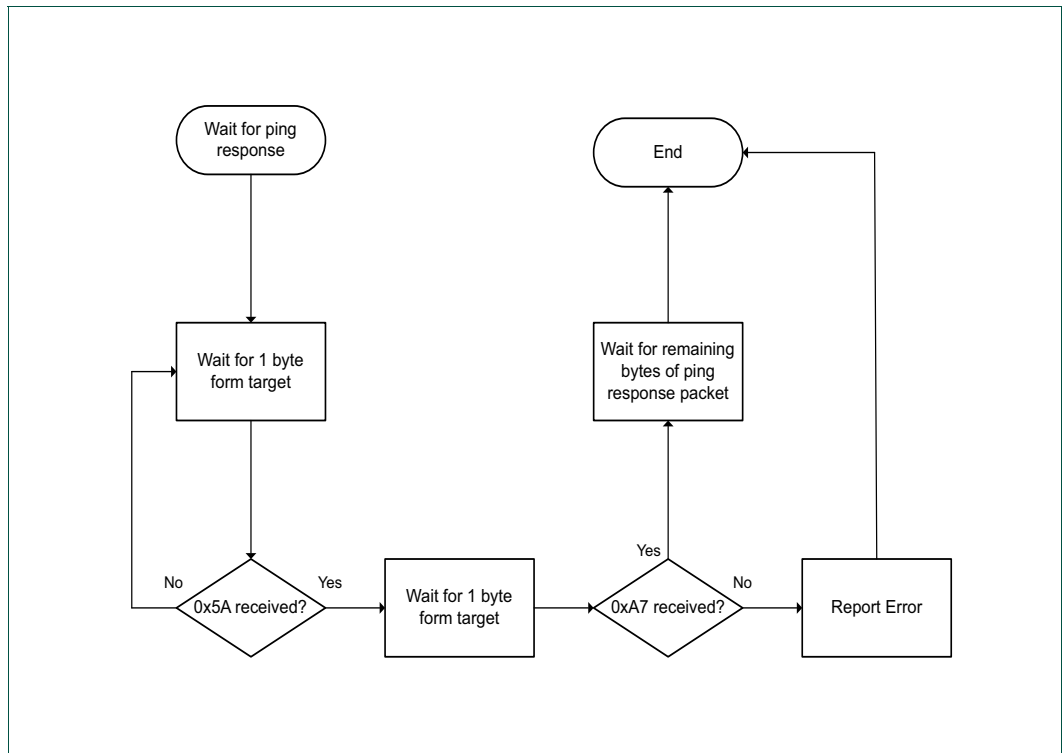 Wait for ping
response
End
Wait for 1 byte
form target
Wait for remaining
bytes of ping
response packet
No
0x5A received?
Yes
Wait for 1 byte
form target
Yes
0xA7 received?
No
Report Error